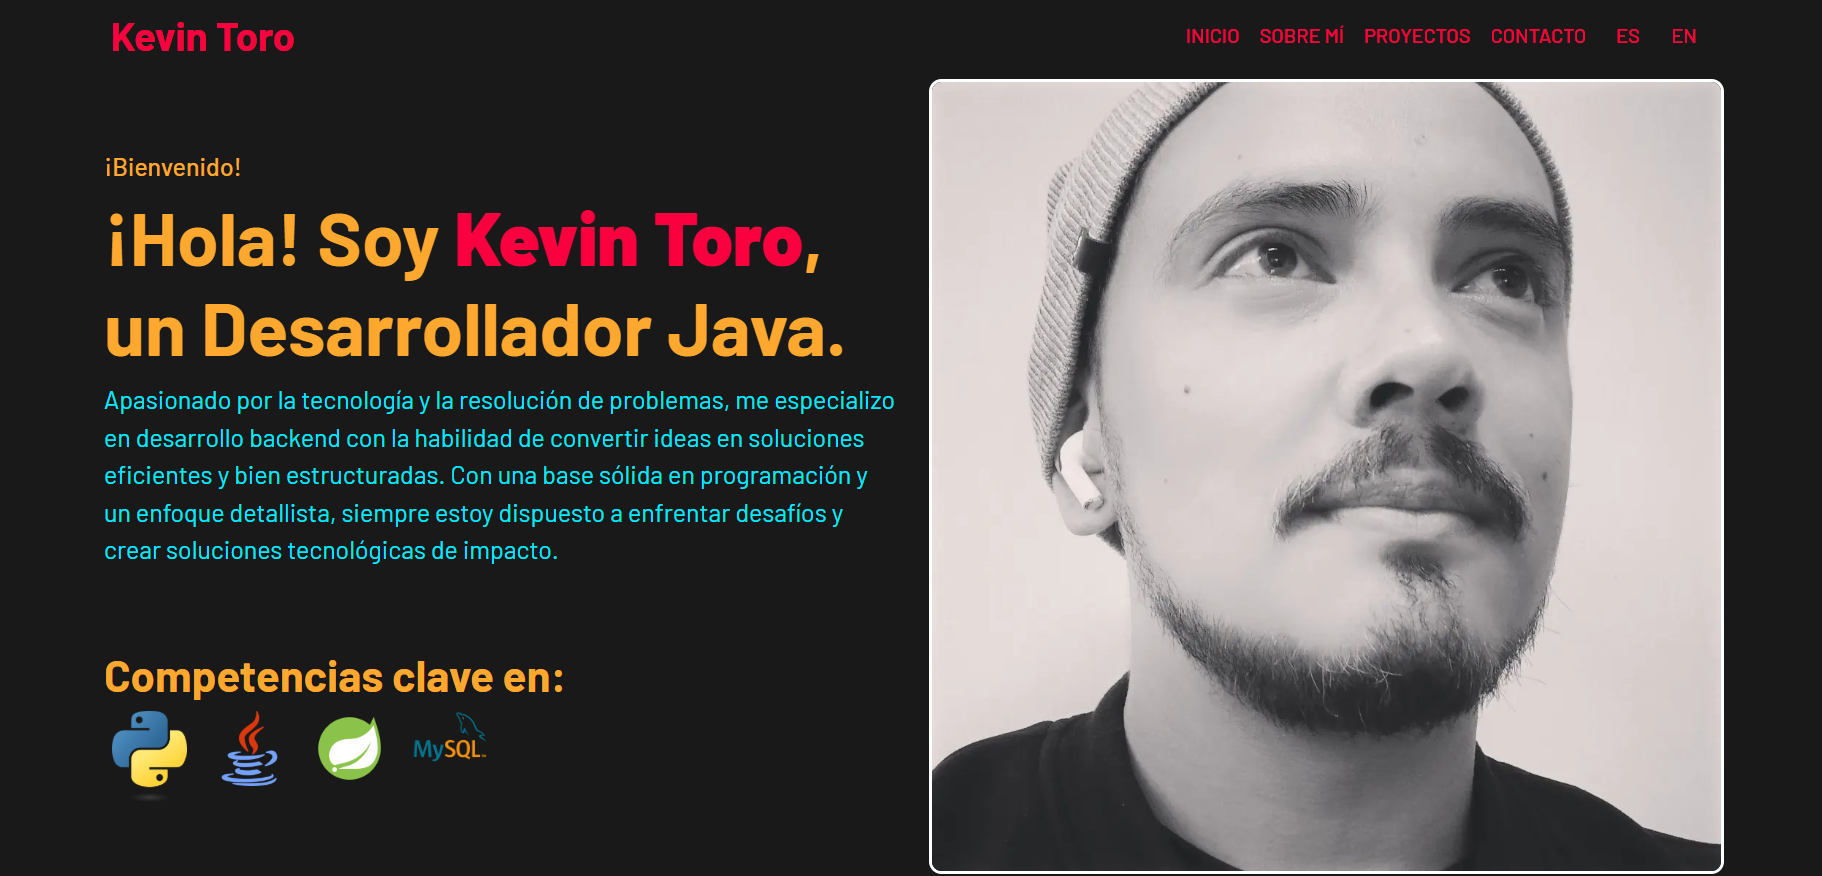 Kevin Toro
INICIO SOBRE MÍ PROYECTOS CONTACTO ES EN
¡Bienvenido!
¡Hola! Soy Kevin Toro,
un Desarrollador Java.
Apasionado por la tecnología y la resolución de problemas, me especializo
en desarrollo backend con la habilidad de convertir ideas en soluciones
eficientes y bien estructuradas. Con una base sólida en programación y
un enfoque detallista, siempre estoy dispuesto a enfrentar desafíos y
crear soluciones tecnológicas de impacto.
Competencias clave en:
MySQL